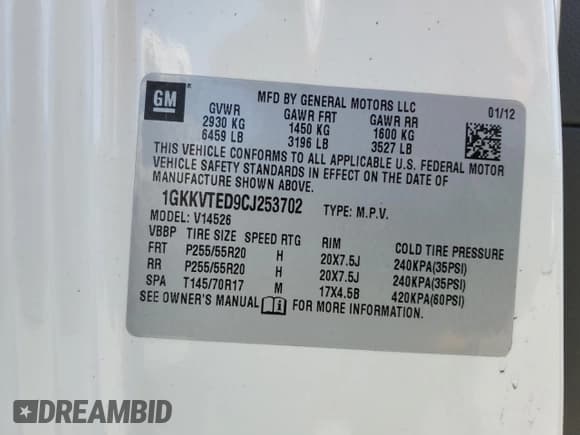 GM
MFD BY GENERAL MOTORS LLC 01/12
GVWR GAWR FRT GAWR RR
2930 KG 1450 KG 1600 KG
6459 LB 3196 LB 3527 LB
THIS VEHICLE CONFORMS TO ALL APPLICABLE U.S. FEDERAL MOTOR
VEHICLE SAFETY STANDARDS IN EFFECT ON THE DATE OF
MANUFACTURE SHOWN ABOVE.
1GKKVTED9CJ253702 TYPE: M.P.V.
MODEL: V14526
VBBP TIRE SIZE SPEED RTG RIM COLD TIRE PRESSURE
FRT P255/55R20 H 20X7.5J 240KPA(35PSI)
RR P255/55R20 H 20X7.5J 240KPA(35PSI)
SPA T145/70R17 M 17X4.5B 420KPA(60PSI)
SEE OWNER'S MANUAL FOR MORE INFORMATION.
DREAMBID